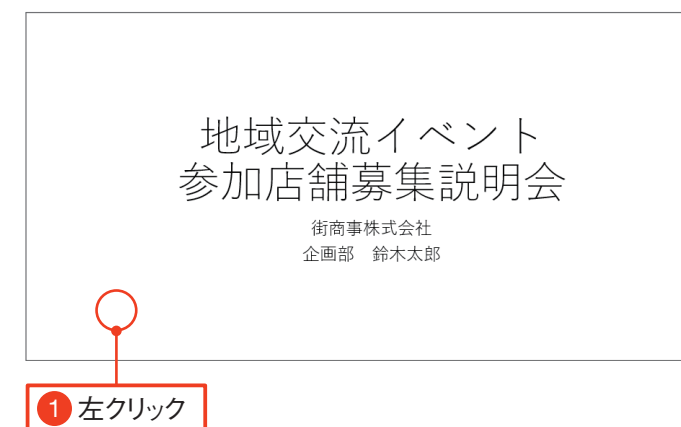 地域交流イベント
参加店舗募集説明会
街商事株式会社
企画部　鈴木太郎
1 左クリック